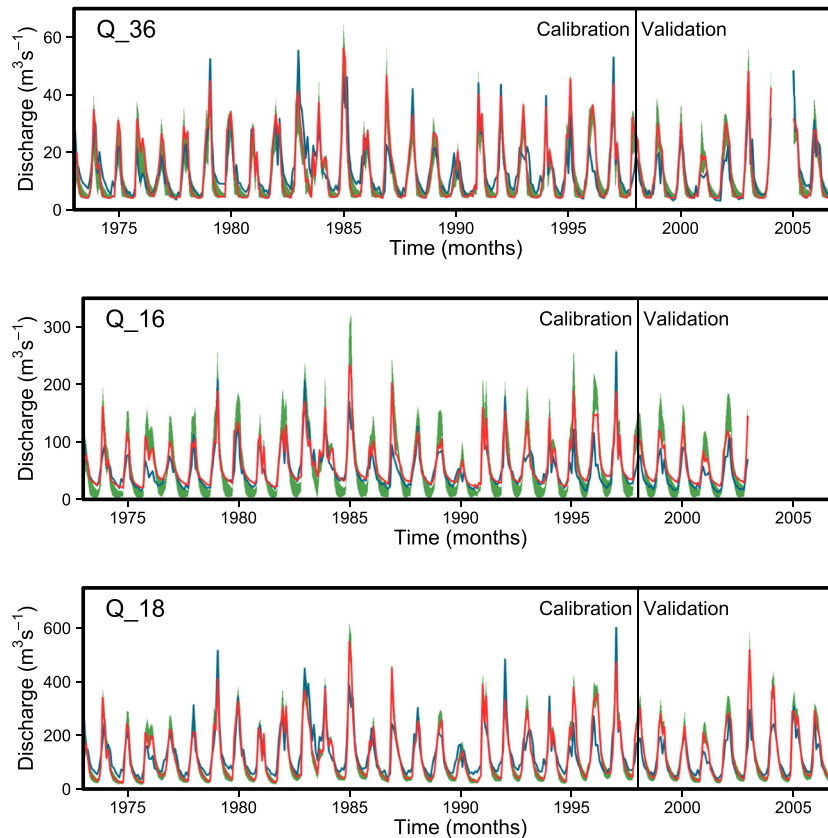 Q_36
Calibration Validation
Discharge (m³s⁻¹)
60
40
20
0
1975 1980 1985 1990 1995 2000 2005
Time (months)
Q_16
Calibration Validation
Discharge (m³s⁻¹)
300
200
100
0
1975 1980 1985 1990 1995 2000 2005
Time (months)
Q_18
Calibration Validation
Discharge (m³s⁻¹)
600
400
200
0
1975 1980 1985 1990 1995 2000 2005
Time (months)